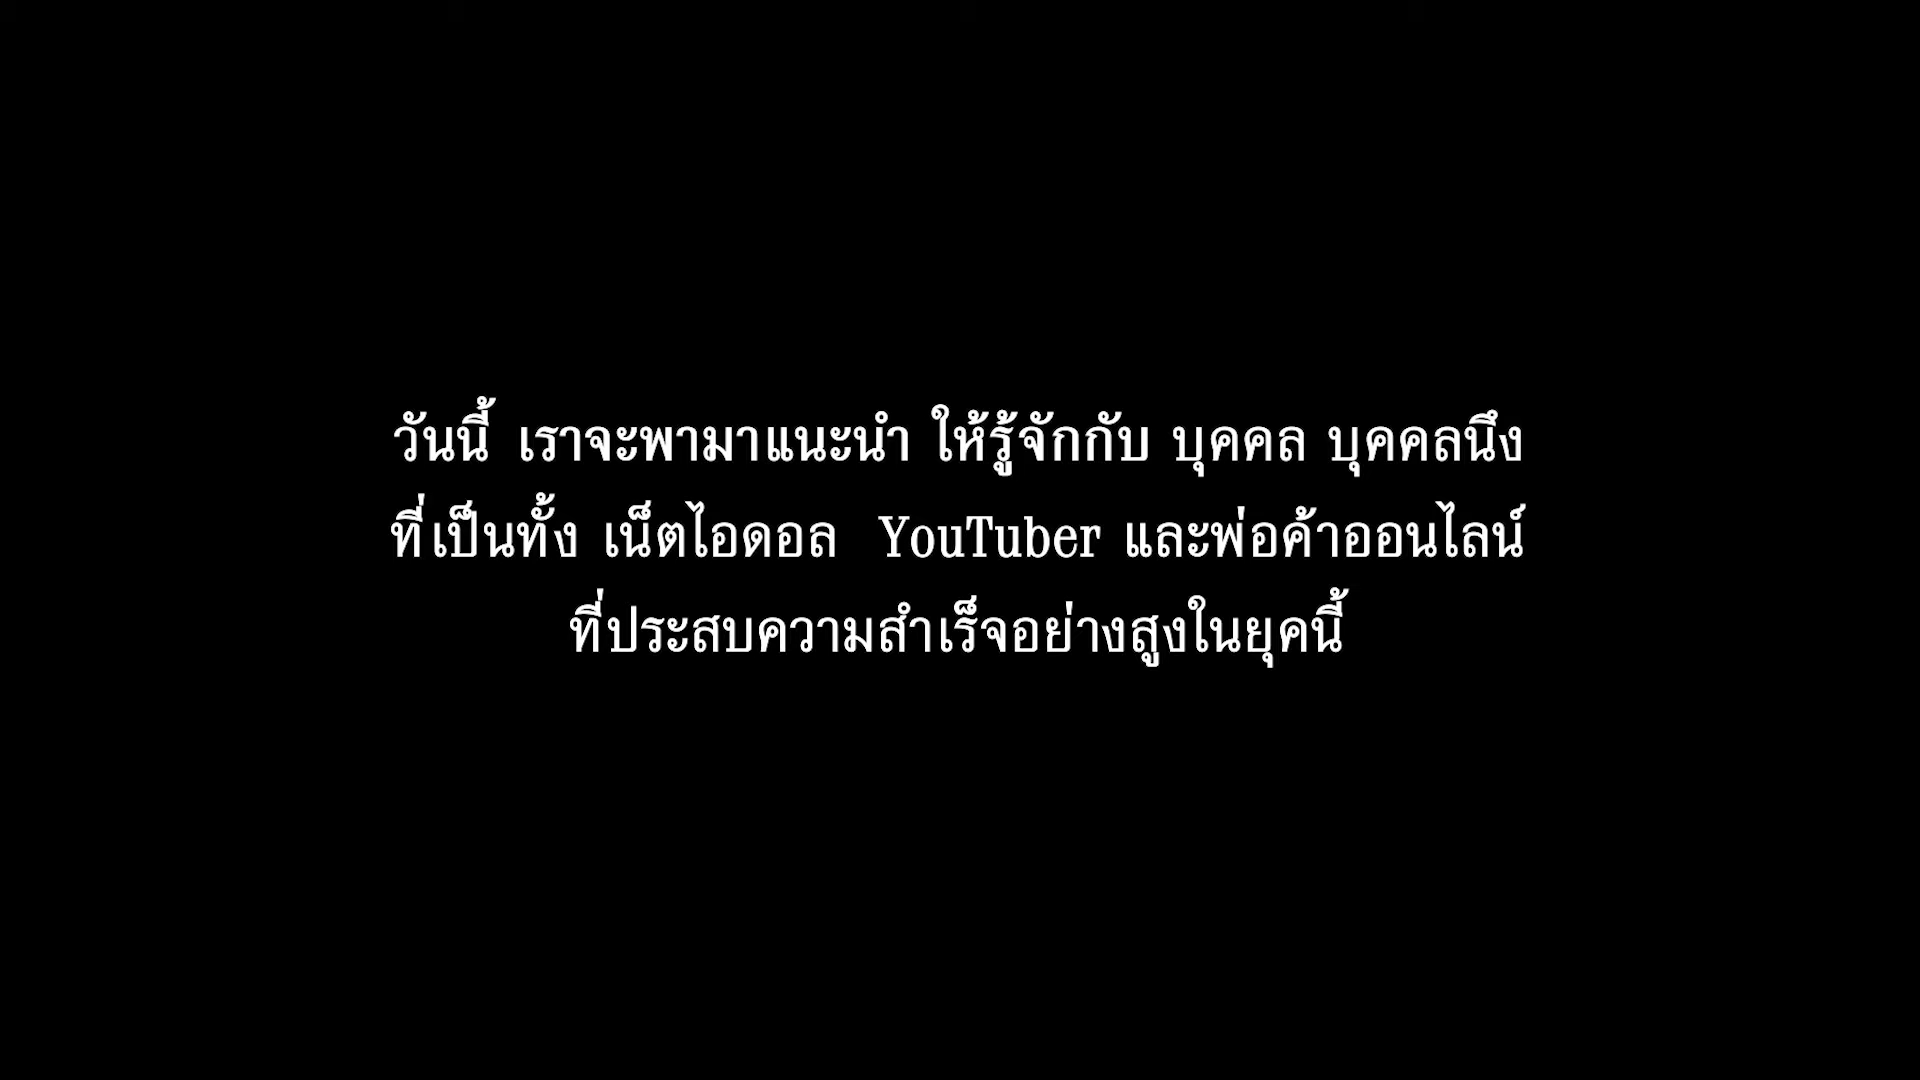 วันนี้ เราจะพามาแนะนำ ให้รู้จักกับ บุคคล บุคคลนึง
ที่เป็นทั้ง เน็ตไอดอล YouTuber และพ่อค้าออนไลน์
ที่ประสบความสำเร็จอย่างสูงในยุคนี้